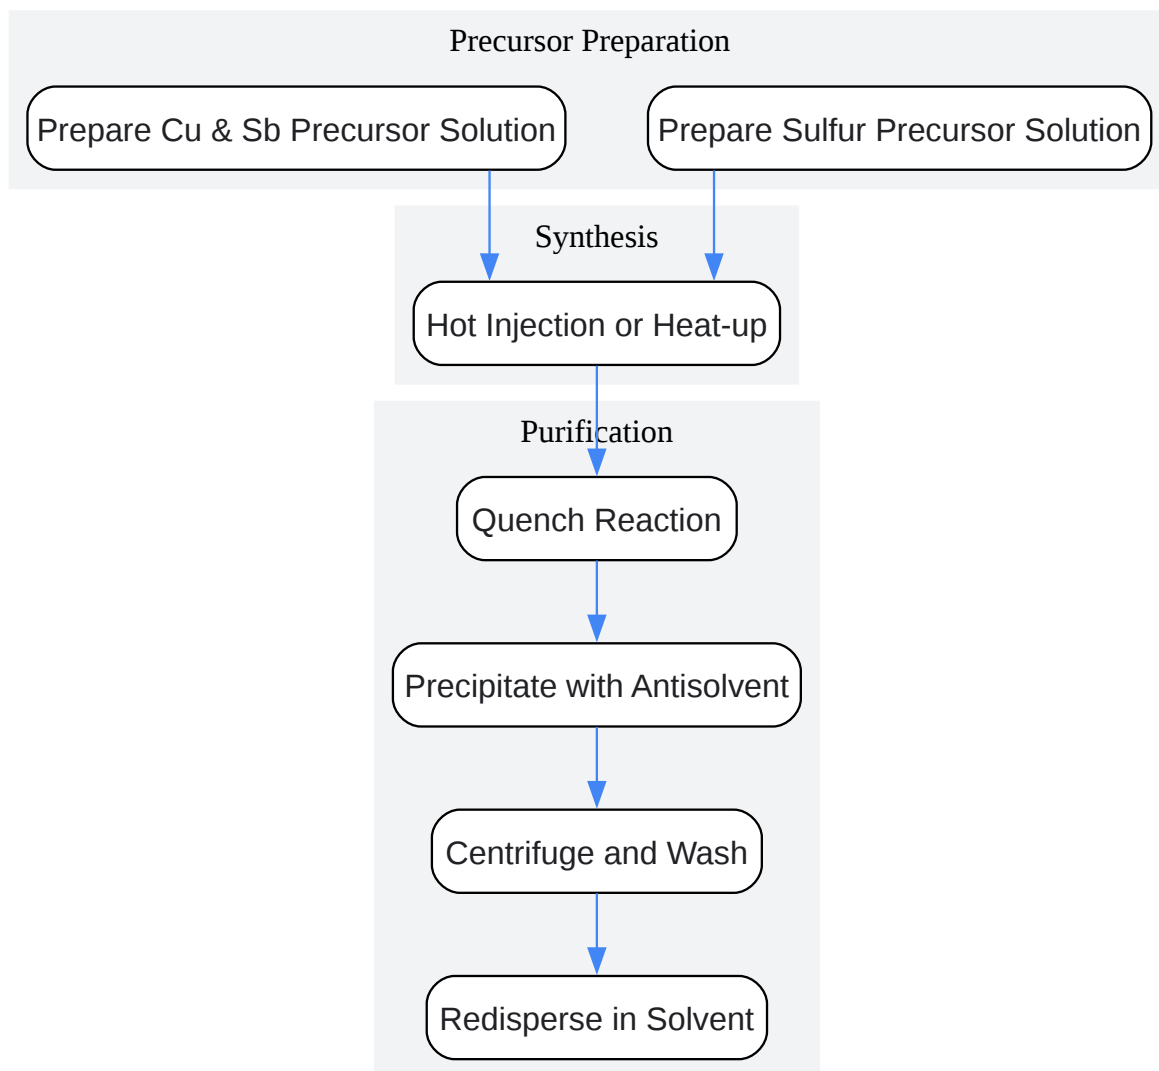 Precursor Preparation
Prepare Cu & Sb Precursor Solution
Prepare Sulfur Precursor Solution
Synthesis
Hot Injection or Heat-up
Purification
Quench Reaction
Precipitate with Antisolvent
Centrifuge and Wash
Redisperse in Solvent